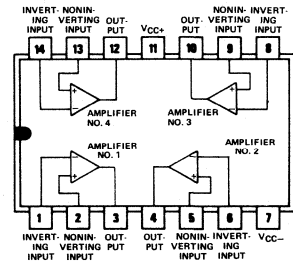 INVERT- NONIN- OUT- VCC+ OUT- NONIN- INVERT-
ING VERTING PUT PUT VERTING ING
INPUT INPUT INPUT INPUT
14 13 12 11 10 9 8
+ +
- -
AMPLIFIER NO. 4
AMPLIFIER NO. 3
AMPLIFIER NO. 1
AMPLIFIER NO. 2
- -
+ +
1 2 3 4 5 6 7
INVERT- NONIN- OUT- OUT- NONIN- INVERT- VCC-
ING VERTING PUT PUT VERTING ING
INPUT INPUT INPUT INPUT